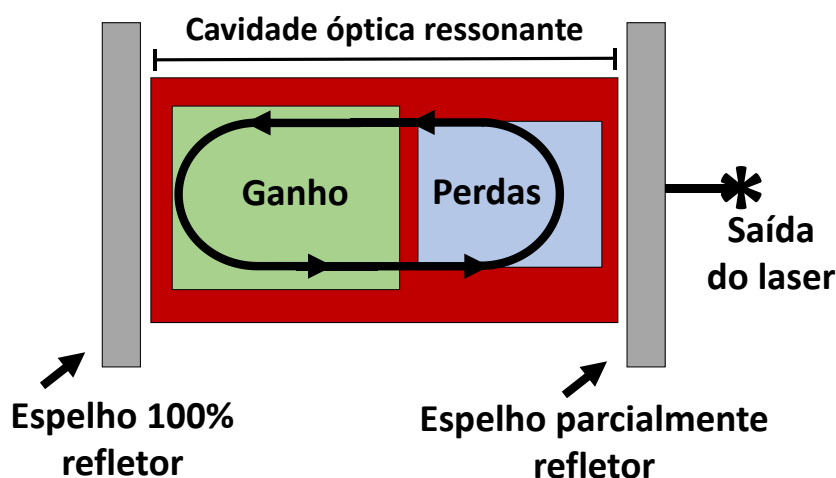 Cavidade óptica ressonante
Ganho
Perdas
Saída
do laser
Espelho 100%
refletor
Espelho parcialmente
refletor